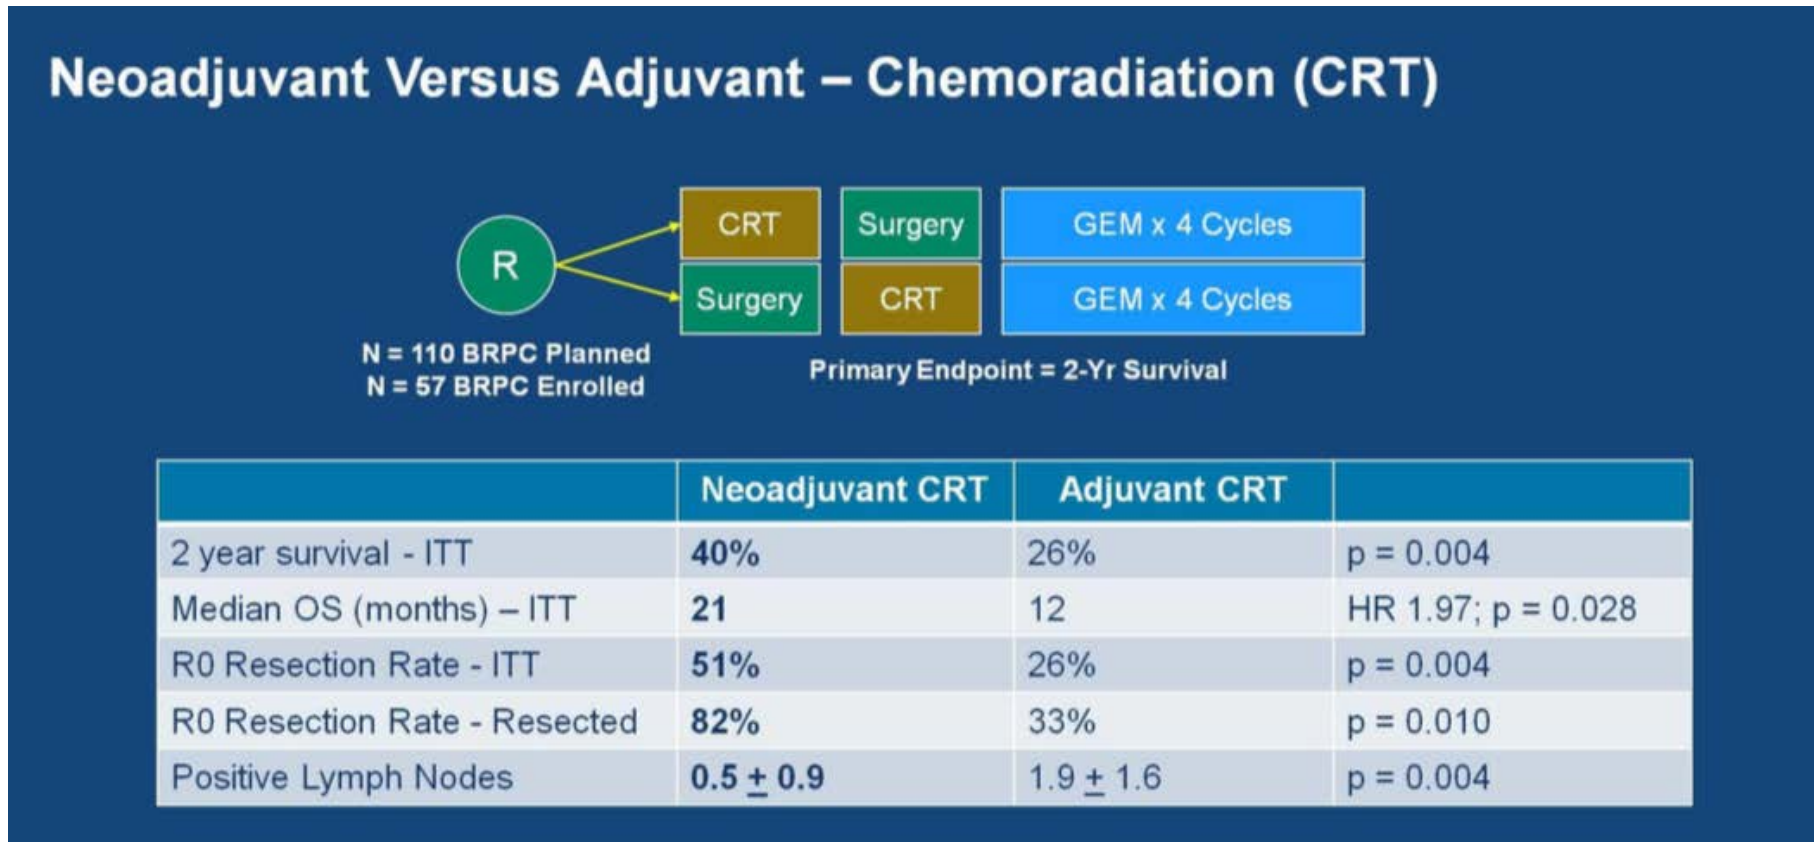 Neoadjuvant Versus Adjuvant – Chemoradiation (CRT)
R
CRT
Surgery
GEM x 4 Cycles
Surgery
CRT
GEM x 4 Cycles
N = 110 BRPC Planned
N = 57 BRPC Enrolled
Primary Endpoint = 2-Yr Survival
Neoadjuvant CRT Adjuvant CRT
2 year survival - ITT 40% 26% p = 0.004
Median OS (months) – ITT 21 12 HR 1.97; p = 0.028
R0 Resection Rate - ITT 51% 26% p = 0.004
R0 Resection Rate - Resected 82% 33% p = 0.010
Positive Lymph Nodes 0.5 ± 0.9 1.9 ± 1.6 p = 0.004